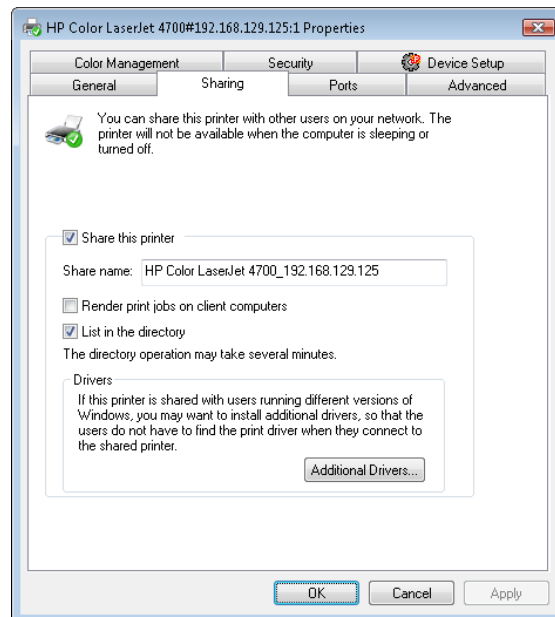 HP Color LaserJet 4700#192.168.129.125:1 Properties
Color Management
Security
Device Setup
General
Sharing
Ports
Advanced
You can share this printer with other users on your network. The
printer will not be available when the computer is sleeping or
turned off.
Share this printer
Share name: HP Color LaserJet 4700_192.168.129.125
Render print jobs on client computers
List in the directory
The directory operation may take several minutes.
Drivers
If this printer is shared with users running different versions of
Windows, you may want to install additional drivers, so that the
users do not have to find the print driver when they connect to
the shared printer.
Additional Drivers...
OK
Cancel
Apply